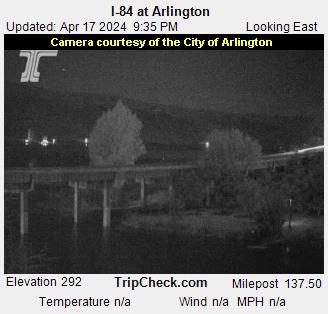 I-84 at Arlington
Updated: Apr 17 2024 9:35 PM Looking East
Camera courtesy of the City of Arlington
Elevation 292 TripCheck.com Milepost 137.50
Temperature n/a Wind n/a MPH n/a